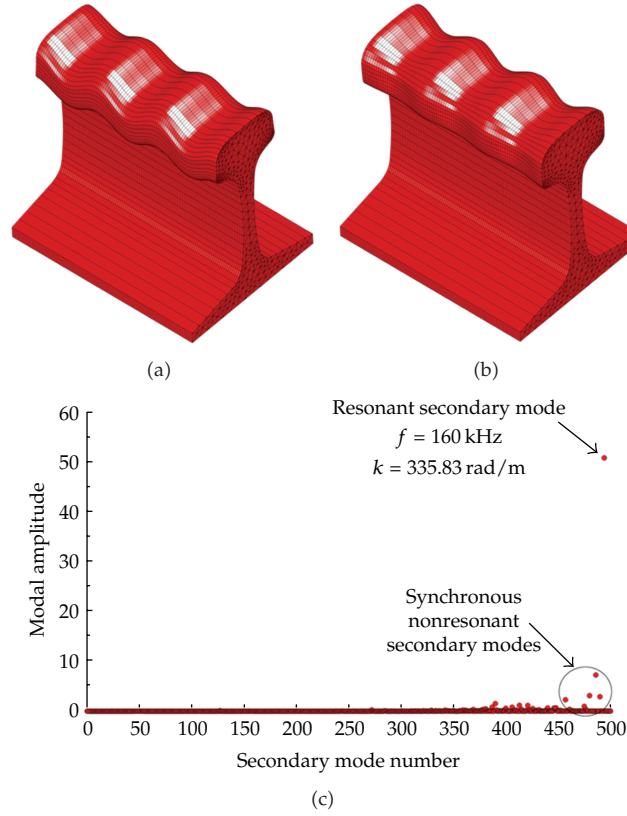 (a)
(b)
60
50
40
30
20
10
0
Modal amplitude
Resonant secondary mode
f = 160 kHz
k = 335.83 rad/m
Synchronous
nonresonant
secondary modes
0 50 100 150 200 250 300 350 400 450 500
Secondary mode number
(c)